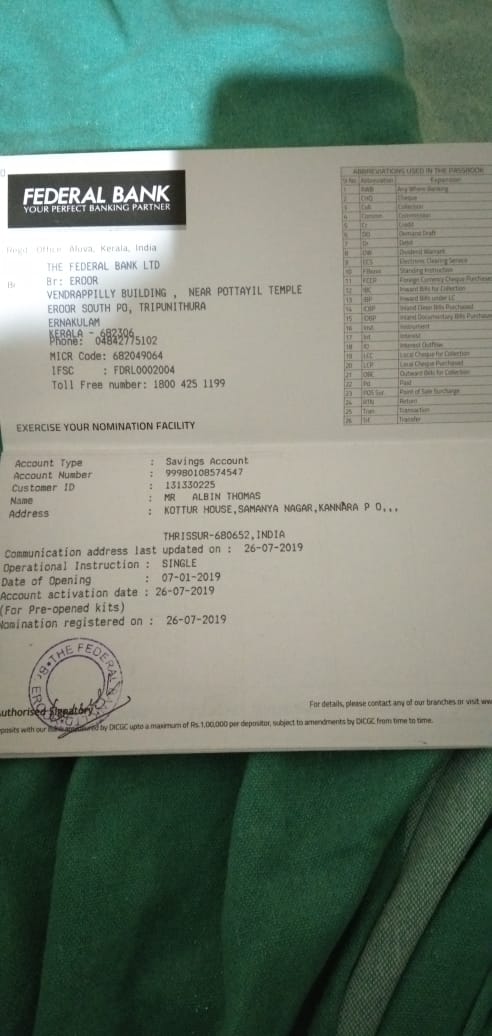 FEDERAL BANK
YOUR PERFECT BANKING PARTNER
Regd. Office: Aluva, Kerala, India
THE FEDERAL BANK LTD
Br: EROOR
VENDRAPPILLY BUILDING , NEAR POTTAYIL TEMPLE
EROOR SOUTH PO, TRIPUNITHURA
ERNAKULAM
KERALA - 682306
Phone: 04842775102
MICR Code: 682049064
IFSC : FDRL0002004
Toll Free number: 1800 425 1199
ABBREVIATIONS USED IN THE PASSBOOK
Sl No Abbreviation Expansion
1 AWB Any Where Banking
2 CHQ Cheque
3 Coll Collection
4 Comm Commission
5 Cr Credit
6 DD Demand Draft
7 Dr Debit
8 DW Dividend Warrant
9 ECS Electronic Clearing Service
10 Standing Instruction
11 FCCP Foreign Currency Cheque Purchase
12 IBC Inward Bills for Collection
13 IBP Inward Bills under LC
14 ICBP Inland Clean Bills Purchased
15 IDBP Inland Documentary Bills Purchase
16 Inst Instrument
17 Int Interest
18 IO Interest Outflow
19 LCC Local Cheque for Collection
20 LCP Local Cheque Purchased
21 OBC Outward Bills for Collection
22 Pd Paid
23 POS Sur Point of Sale Surcharge
24 RTN Return
25 Tran Transaction
26 Trf Transfer
EXERCISE YOUR NOMINATION FACILITY
Account Type : Savings Account
Account Number : 99980108574547
Customer ID : 131330225
Name : MR ALBIN THOMAS
Address : KOTTUR HOUSE,SAMANYA NAGAR,KANNARA P O,,,
THRISSUR-680652,INDIA
Communication address last updated on : 26-07-2019
Operational Instruction : SINGLE
Date of Opening : 07-01-2019
Account activation date : 26-07-2019
(For Pre-opened kits)
Nomination registered on : 26-07-2019
THE FEDERAL
EROOR
uthorised Signatory
For details, please contact any of our branches or visit ww
eposits with our Bank are insured by DICGC upto a maximum of Rs.1,00,000 per depositor, subject to amendments by DICGC from time to time.